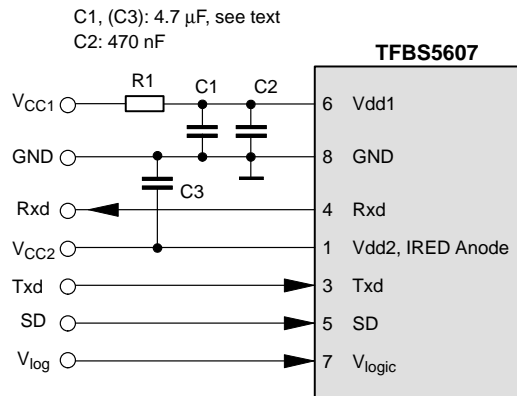 C1, (C3): 4.7 μF, see text
C2: 470 nF
TFBS5607
R1 C1 C2
VCC1 6 Vdd1
GND 8 GND
C3
Rxd 4 Rxd
VCC2 1 Vdd2, IRED Anode
Txd 3 Txd
SD 5 SD
Vlog 7 Vlogic